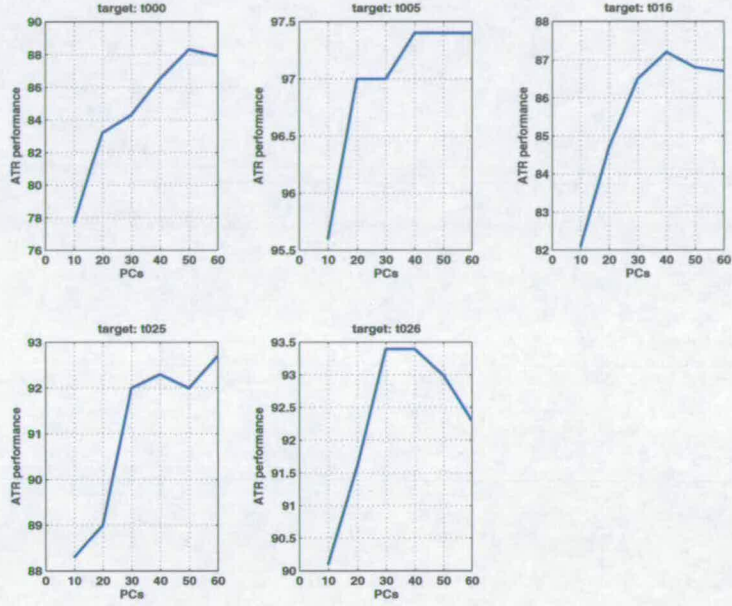 target: t000
90
88
86
84
82
80
78
76
ATR performance
0 10 20 30 40 50 60
PCs
target: t005
97.5
97
96.5
96
95.5
ATR performance
0 10 20 30 40 50 60
PCs
target: t016
88
87
86
85
84
83
82
ATR performance
0 10 20 30 40 50 60
PCs
target: t025
93
92
91
90
89
88
ATR performance
0 10 20 30 40 50 60
PCs
target: t026
93.5
93
92.5
92
91.5
91
90.5
90
ATR performance
0 10 20 30 40 50 60
PCs